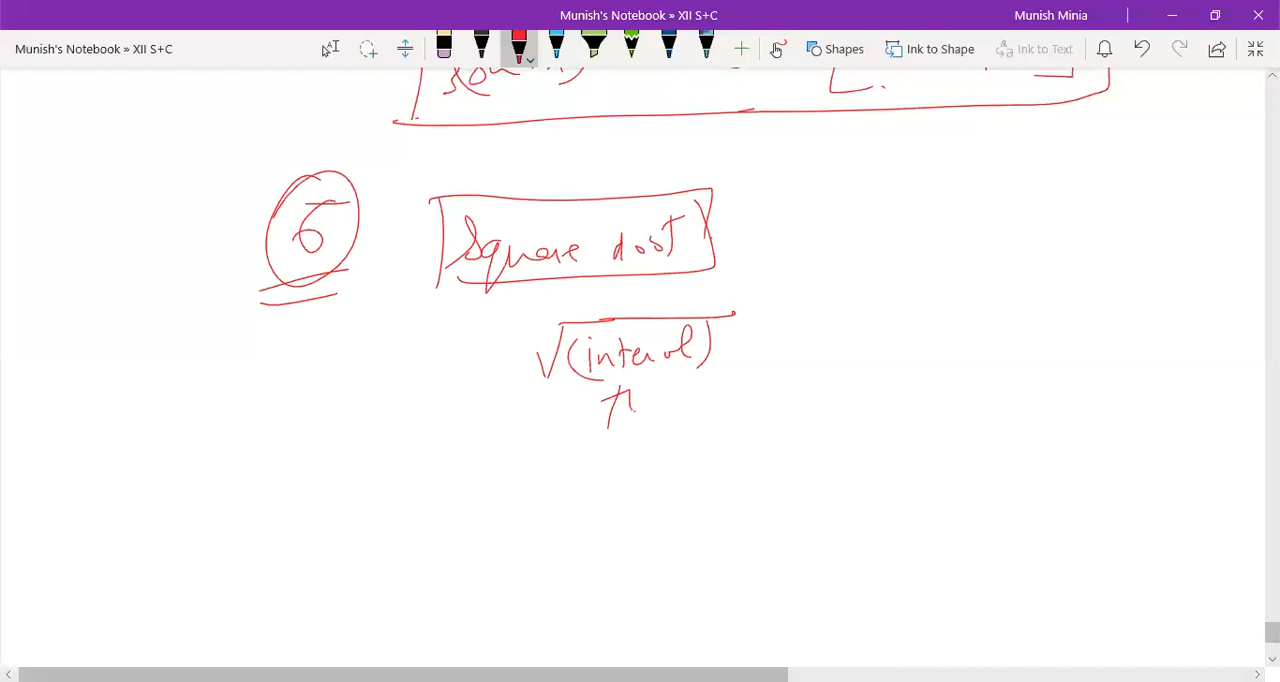 Munish's Notebook » XII S+C
Munish Minia
Munish's Notebook » XII S+C
Shapes
Ink to Shape
Ink to Text
6
Square root
√(interval)